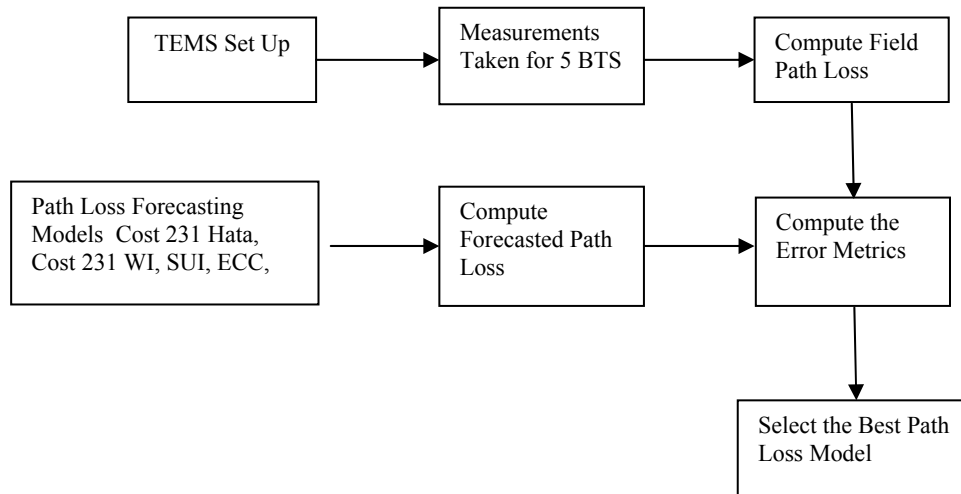 TEMS Set Up
Measurements
Taken for 5 BTS
Compute Field
Path Loss
Path Loss Forecasting
Models Cost 231 Hata,
Cost 231 WI, SUI, ECC,
Compute
Forecasted Path
Loss
Compute the
Error Metrics
Select the Best Path
Loss Model